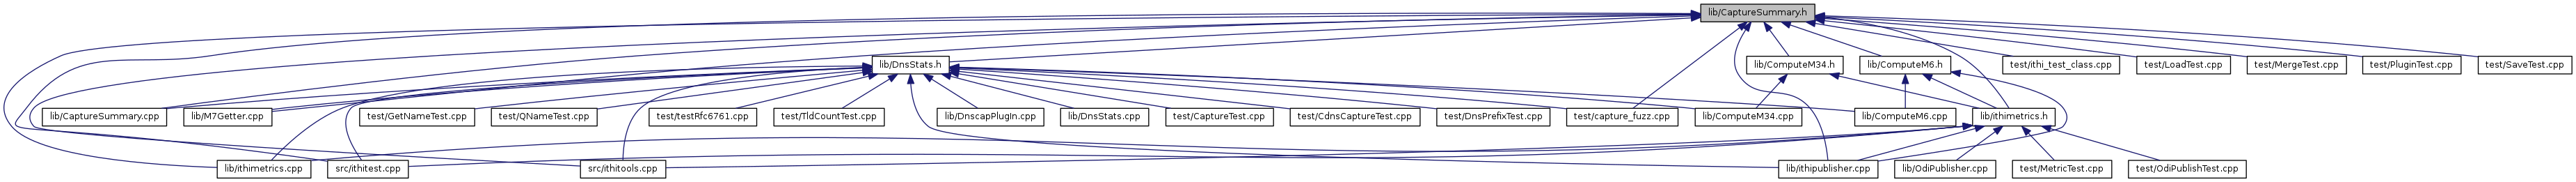 lib/CaptureSummary.h
lib/DnsStats.h
lib/ComputeM34.h
lib/ComputeM6.h
test/ithi_test_class.cpp
test/LoadTest.cpp
test/MergeTest.cpp
test/PluginTest.cpp
test/SaveTest.cpp
lib/CaptureSummary.cpp
lib/M7Getter.cpp
test/GetNameTest.cpp
test/QNameTest.cpp
test/testRfc6761.cpp
test/TldCountTest.cpp
lib/DnscapPlugIn.cpp
lib/DnsStats.cpp
test/CaptureTest.cpp
test/CdnsCaptureTest.cpp
test/DnsPrefixTest.cpp
test/capture_fuzz.cpp
lib/ComputeM34.cpp
lib/ComputeM6.cpp
lib/ithimetrics.h
lib/ithimetrics.cpp
src/ithitest.cpp
src/ithitools.cpp
lib/ithipublisher.cpp
lib/OdiPublisher.cpp
test/MetricTest.cpp
test/OdiPublishTest.cpp